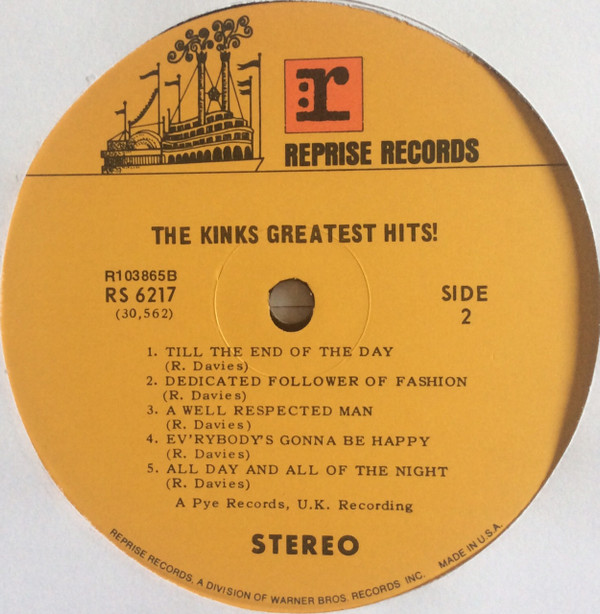 r
REPRISE RECORDS
THE KINKS GREATEST HITS!
R103865B
RS 6217
(30,562)
SIDE
2
1. TILL THE END OF THE DAY
(R. Davies)
2. DEDICATED FOLLOWER OF FASHION
(R. Davies)
3. A WELL RESPECTED MAN
(R. Davies)
4. EV'RYBODY'S GONNA BE HAPPY
(R. Davies)
5. ALL DAY AND ALL OF THE NIGHT
(R. Davies)
A Pye Records, U.K. Recording
STEREO
REPRISE RECORDS, A DIVISION OF WARNER BROS. RECORDS INC. MADE IN U.S.A.